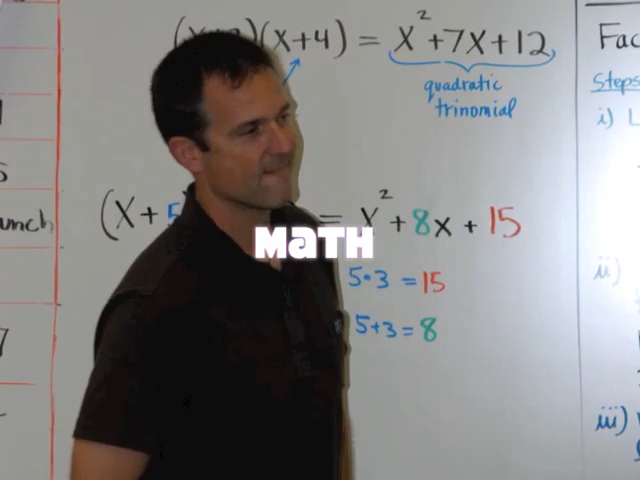 (x+4) = x²+7x+12
quadratic
trinomial
(x+5 = x²+8x+15
5•3 = 15
5+3 = 8
MATH
unch
Fac
Steps
i)
ii)
iii)